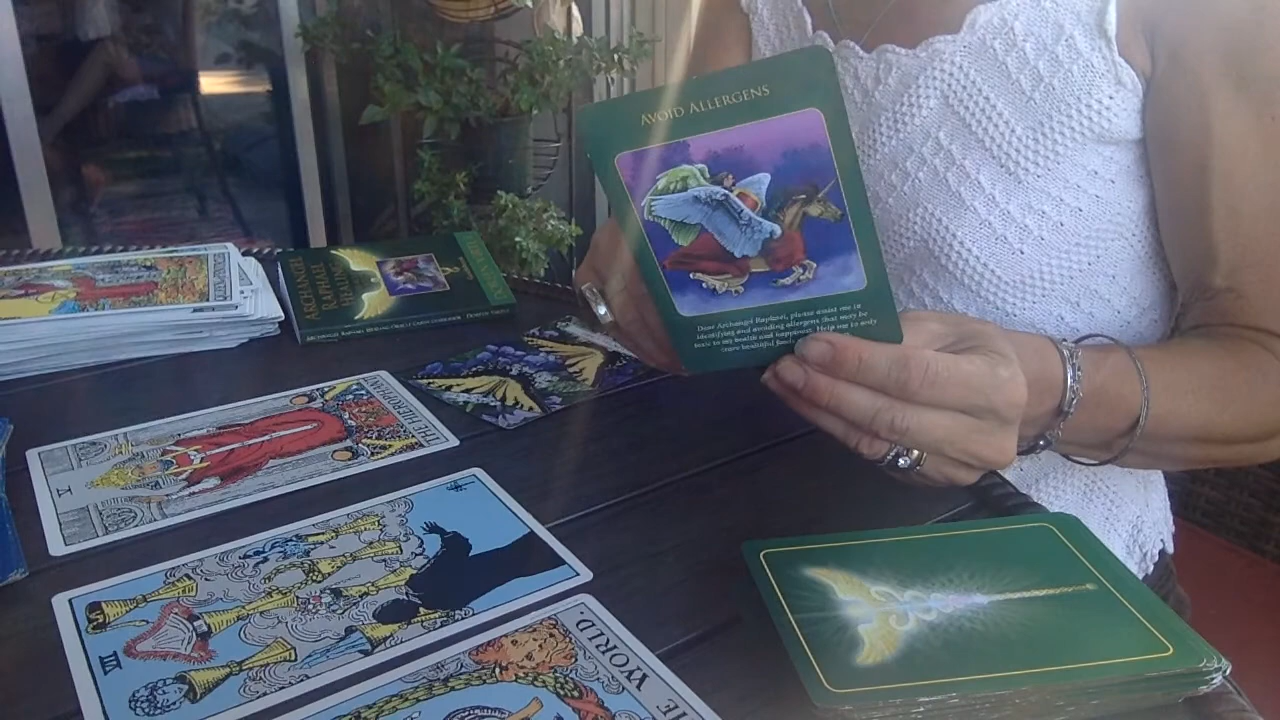 AVOID ALLERGENS
Dear Archangel Raphael, please assist me in
identifying and avoiding allergens that may be
toxic to my health and happiness. Help me to only
crave healthful foods
ARCHANGEL
RAPHAEL
HEALING
THE HIEROPHANT
V
VII
THE WORLD.